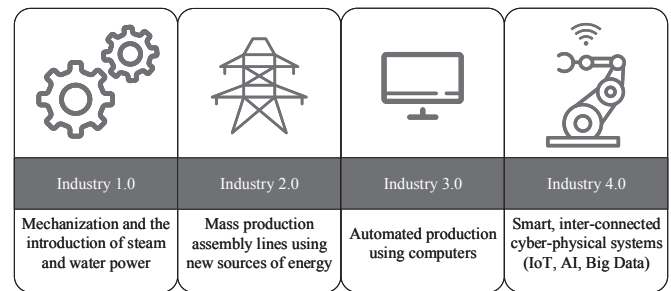 Industry 1.0
Industry 2.0
Industry 3.0
Industry 4.0
Mechanization and the
introduction of steam
and water power
Mass production
assembly lines using
new sources of energy
Automated production
using computers
Smart, inter-connected
cyber-physical systems
(IoT, AI, Big Data)